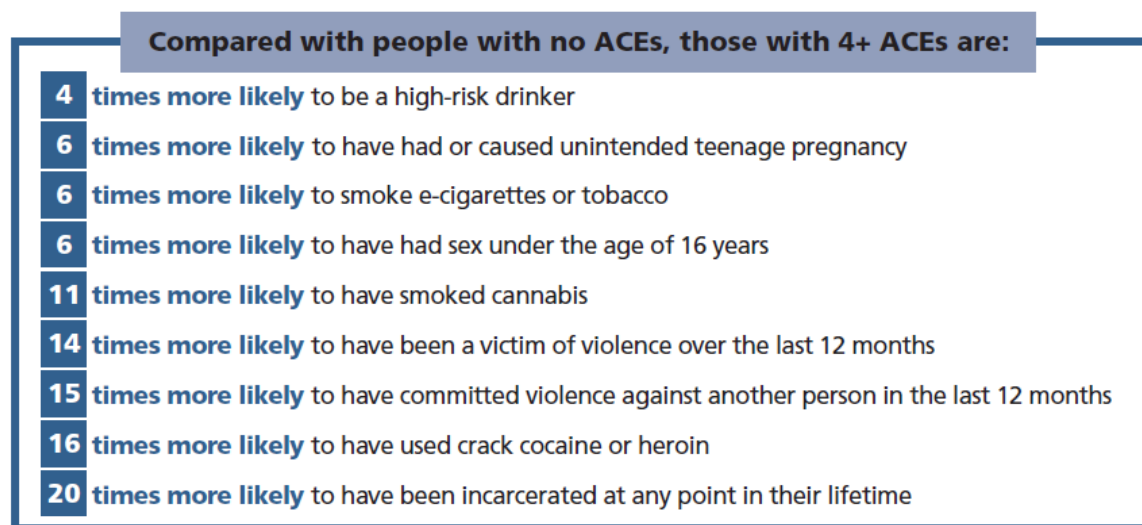 Compared with people with no ACEs, those with 4+ ACEs are:
4 times more likely to be a high-risk drinker
6 times more likely to have had or caused unintended teenage pregnancy
6 times more likely to smoke e-cigarettes or tobacco
6 times more likely to have had sex under the age of 16 years
11 times more likely to have smoked cannabis
14 times more likely to have been a victim of violence over the last 12 months
15 times more likely to have committed violence against another person in the last 12 months
16 times more likely to have used crack cocaine or heroin
20 times more likely to have been incarcerated at any point in their lifetime